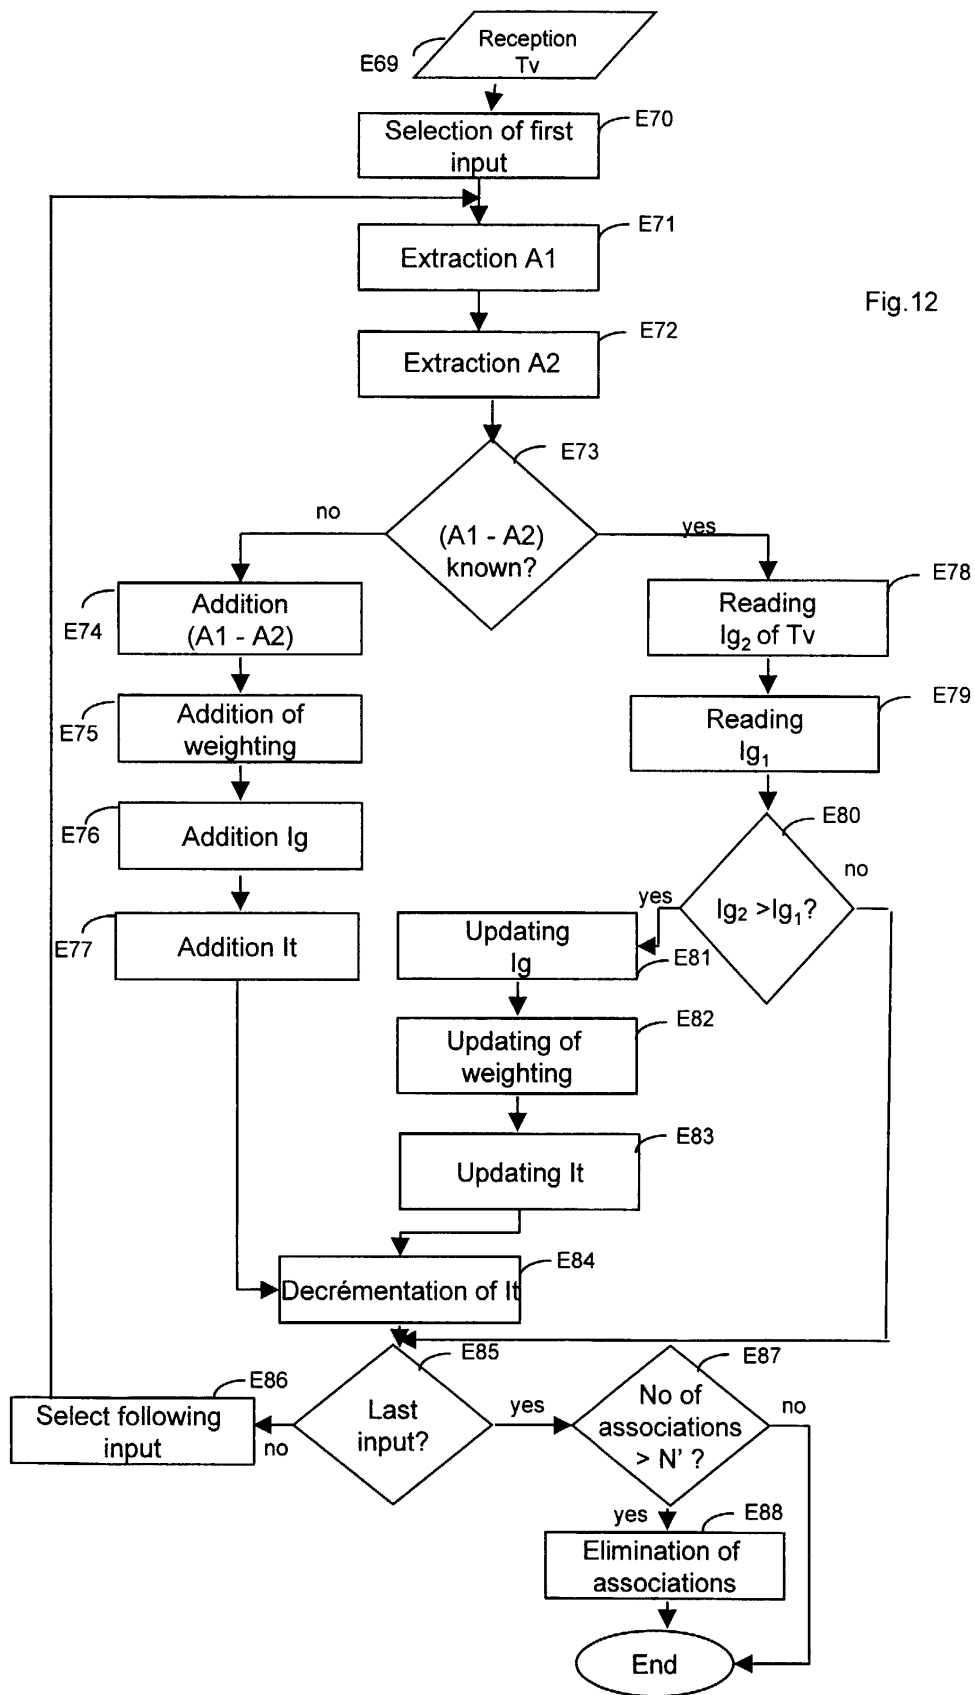 Reception
Tv
E69
Selection of first
input
E70
E71
Extraction A1
Fig.12
E72
Extraction A2
E73
(A1 - A2)
known?
no
yes
Addition
(A1 - A2)
E74
E78
Reading
Ig₂ of Tv
Addition of
weighting
E75
E79
Reading
Ig₁
Addition Ig
E76
E80
Ig₂ >Ig₁?
no
yes
Addition It
E77
Updating
Ig
E81
E82
Updating of
weighting
E83
Updating It
Decrémentation of It
E84
E85
Last
input?
E86
Select following
input
no
yes
E87
No of
associations
> N' ?
no
yes
E88
Elimination of
associations
End